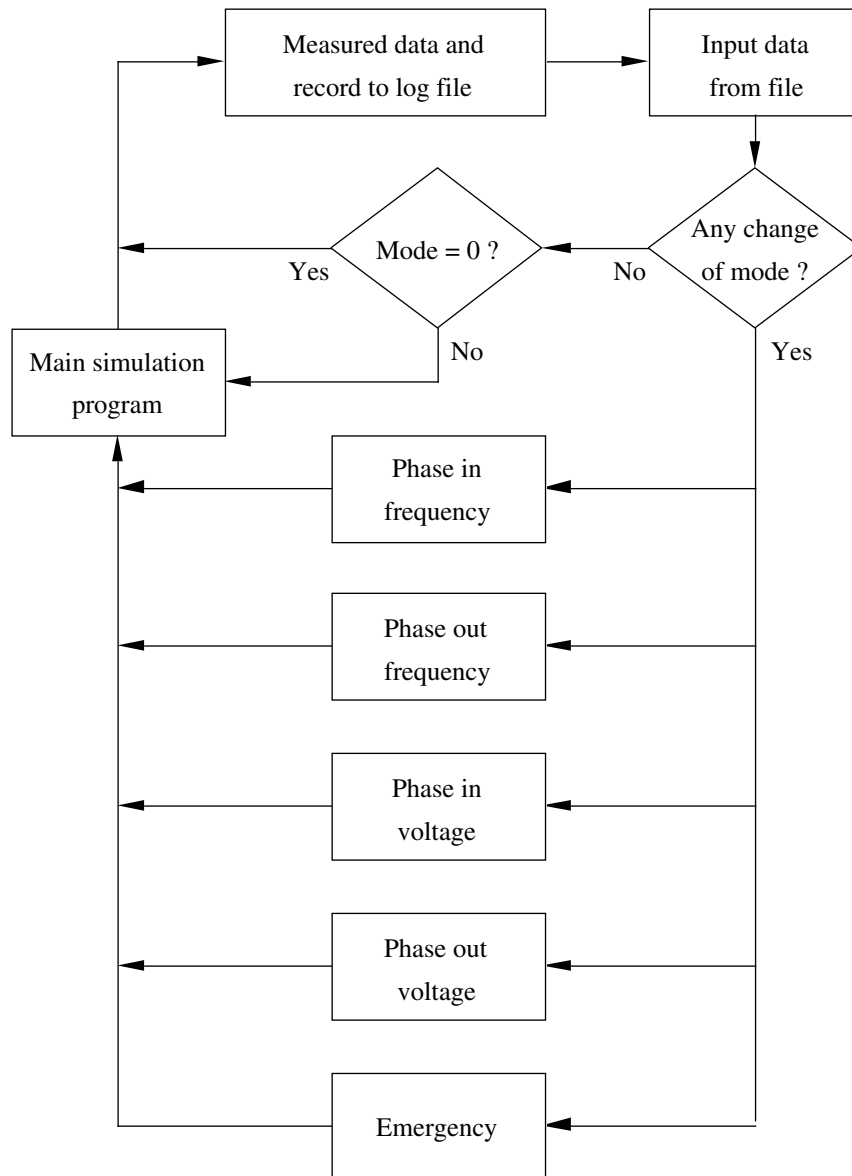 Measured data and
record to log file
Input data
from file
Any change
of mode ?
No
Yes
Mode = 0 ?
Yes
No
Main simulation
program
Phase in
frequency
Phase out
frequency
Phase in
voltage
Phase out
voltage
Emergency